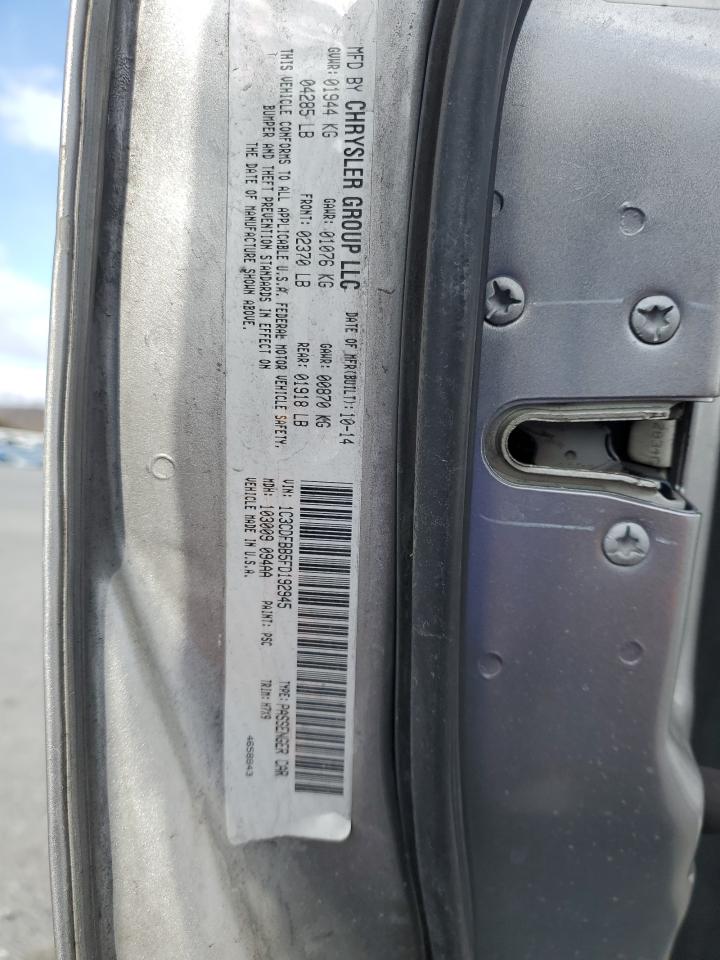 MFD BY CHRYSLER GROUP LLC DATE OF MFR(BUILT): 10-14
GVWR: 01944 KG GAWR: 01076 KG GAWR: 00870 KG
04285 LB FRONT: 02370 LB REAR: 01918 LB
THIS VEHICLE CONFORMS TO ALL APPLICABLE U.S.A. FEDERAL MOTOR VEHICLE SAFETY,
BUMPER AND THEFT PREVENTION STANDARDS IN EFFECT ON
THE DATE OF MANUFACTURE SHOWN ABOVE.
VIN: 1C3CDFBB5FD192945 TYPE: PASSENGER CAR
MDH: 103009 094AA PAINT: PSC TRIM: M7X9
VEHICLE MADE IN U.S.A. 4658843